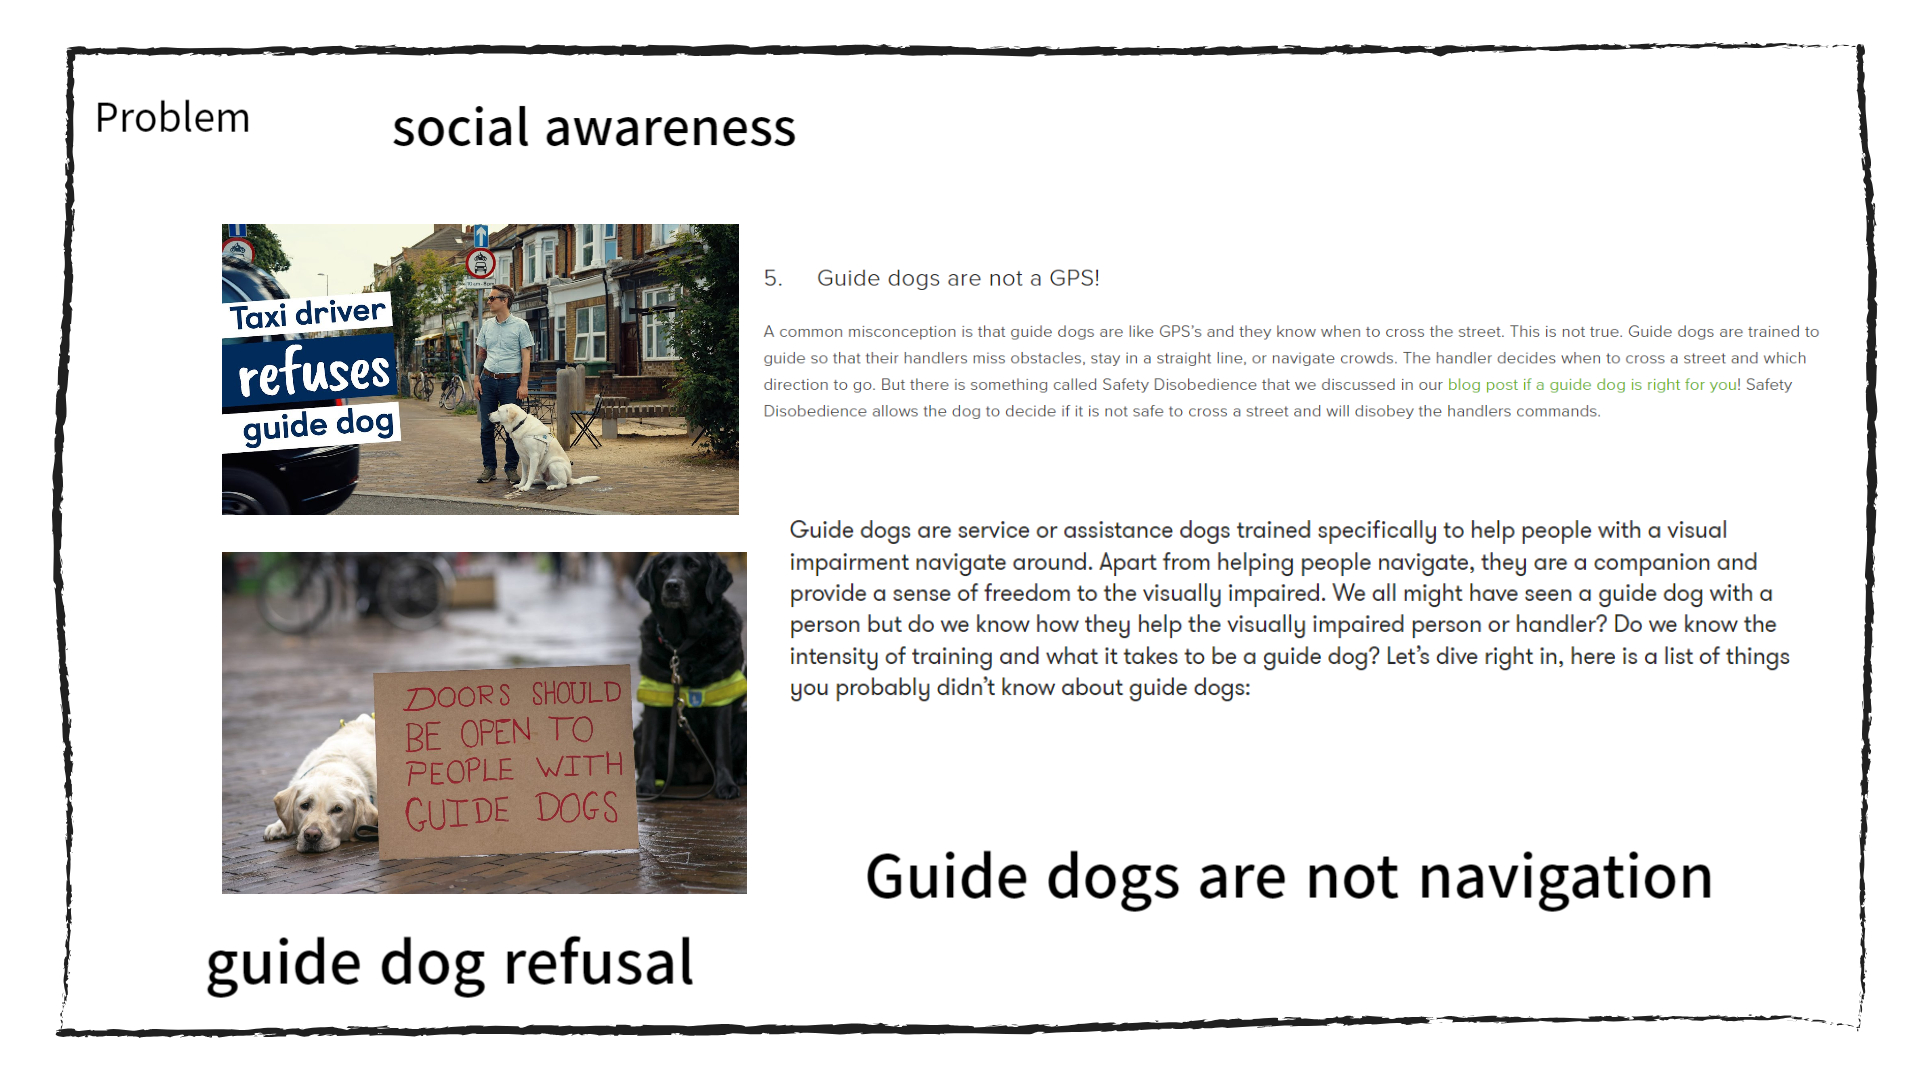 Problem
social awareness
Taxi driver
refuses
guide dog
5. Guide dogs are not a GPS!
A common misconception is that guide dogs are like GPS's and they know when to cross the street. This is not true. Guide dogs are trained to
guide so that their handlers miss obstacles, stay in a straight line, or navigate crowds. The handler decides when to cross a street and which
direction to go. But there is something called Safety Disobedience that we discussed in our blog post if a guide dog is right for you! Safety
Disobedience allows the dog to decide if it is not safe to cross a street and will disobey the handlers commands.
Guide dogs are service or assistance dogs trained specifically to help people with a visual
impairment navigate around. Apart from helping people navigate, they are a companion and
provide a sense of freedom to the visually impaired. We all might have seen a guide dog with a
person but do we know how they help the visually impaired person or handler? Do we know the
intensity of training and what it takes to be a guide dog? Let's dive right in, here is a list of things
you probably didn't know about guide dogs:
DOORS SHOULD
BE OPEN TO
PEOPLE WITH
GUIDE DOGS
Guide dogs are not navigation
guide dog refusal